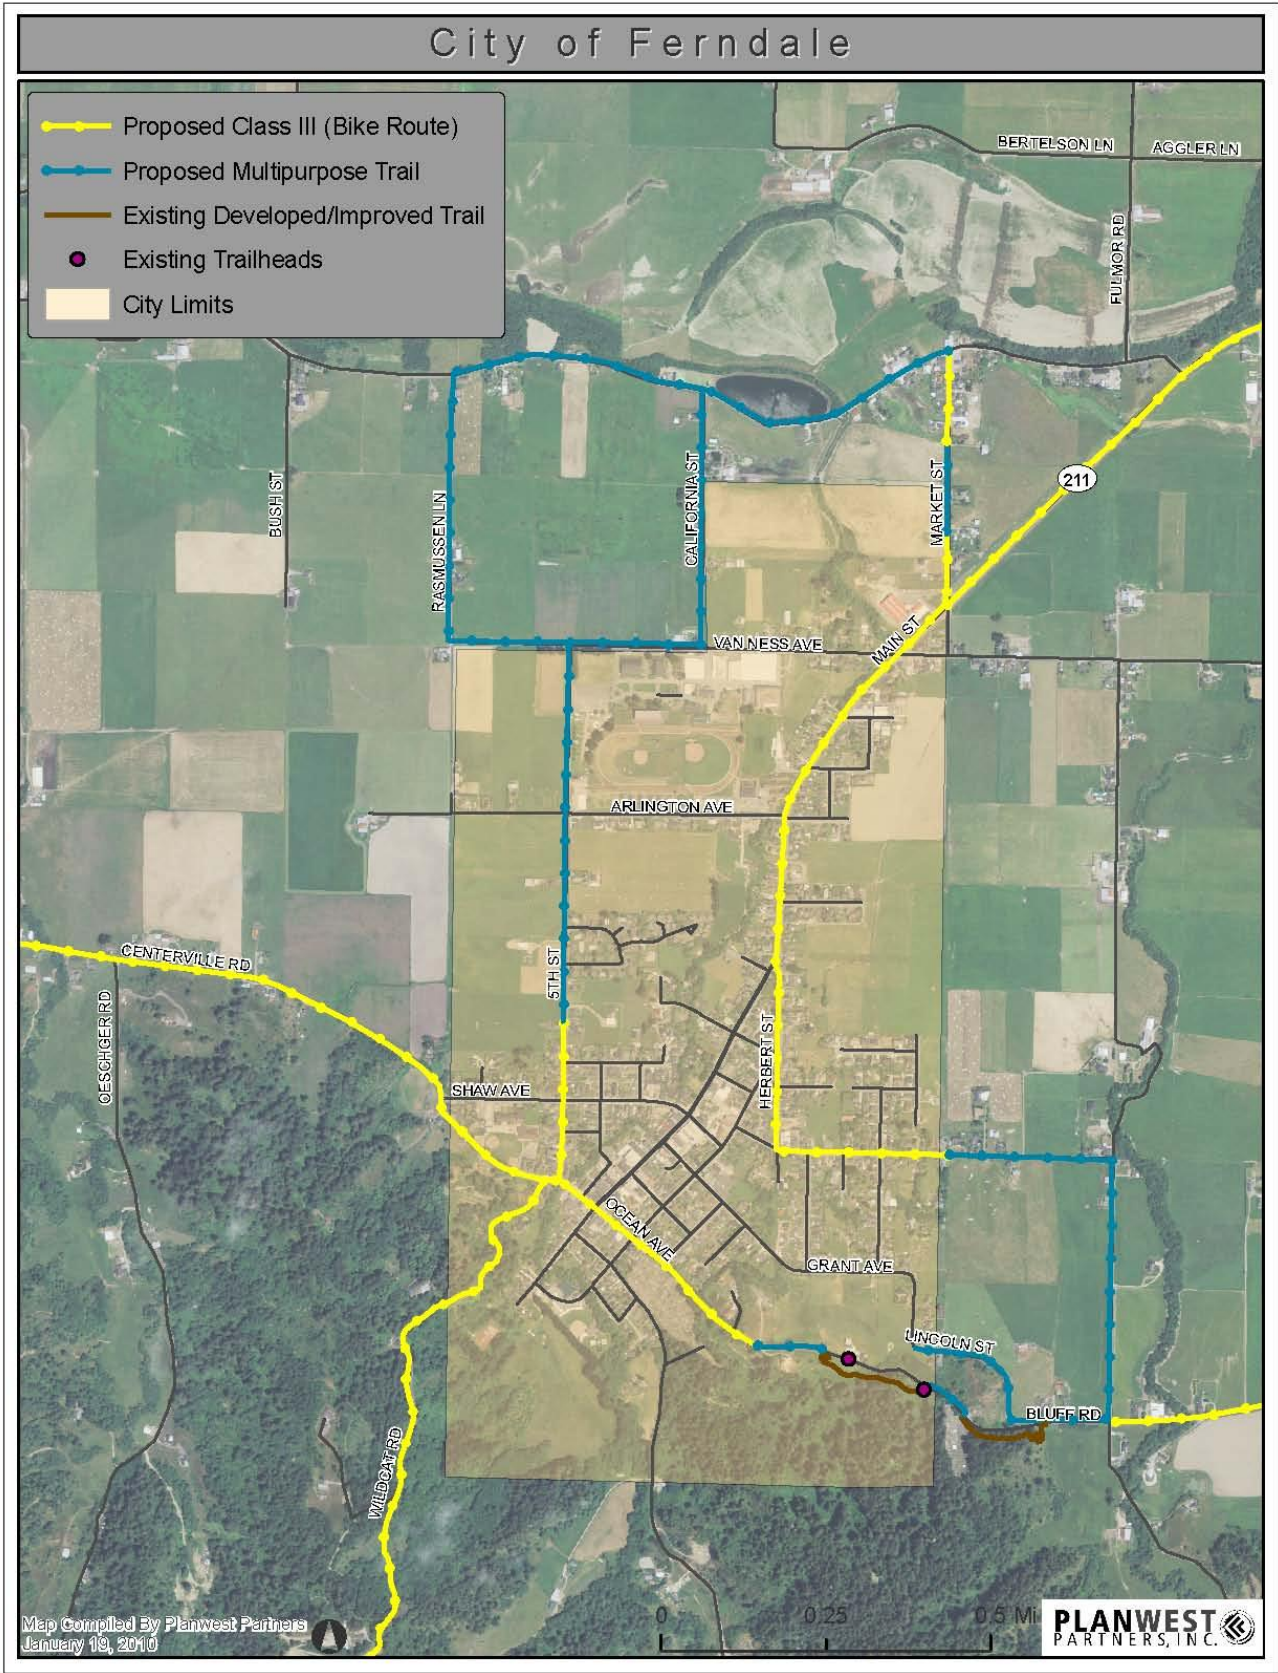 City of Ferndale
Proposed Class III (Bike Route)
Proposed Multipurpose Trail
Existing Developed/Improved Trail
Existing Trailheads
City Limits
BERTELSON LN
AGGLER LN
FULMOR RD
BUSH ST
RASMUSSEN LN
CALIFORNIA ST
MARKET ST
211
VAN NESS AVE
MAIN ST
ARLINGTON AVE
5TH ST
CENTERVILLE RD
OESCHGER RD
HERBERT ST
SHAW AVE
OCEAN AVE
GRANT AVE
LINCOLN ST
BLUFF RD
WILDCAT RD
Map Compiled By Planwest Partners
January 19, 2010
0 0.25 0.5 Mi
PLANWEST
PARTNERS, INC.